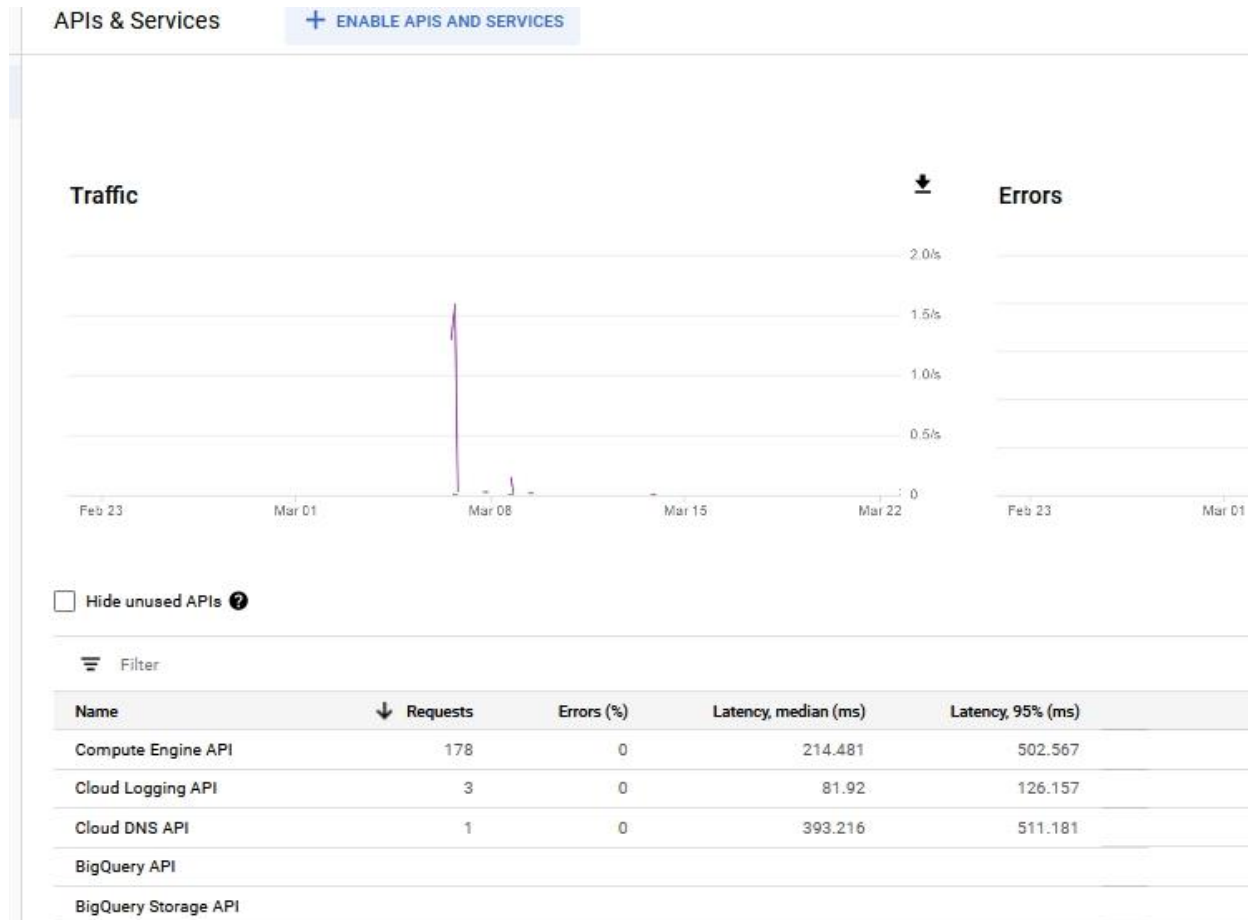 APIs & Services
ENABLE APIS AND SERVICES
Traffic
Errors
2.0/s
1.5/s
1.0/s
0.5/s
0
Feb 23 Mar 01 Mar 08 Mar 15 Mar 22
Feb 23 Mar 01
Hide unused APIs ?
Filter
Name Requests Errors (%) Latency, median (ms) Latency, 95% (ms)
Compute Engine API 178 0 214.481 502.567
Cloud Logging API 3 0 81.92 126.157
Cloud DNS API 1 0 393.216 511.181
BigQuery API
BigQuery Storage API